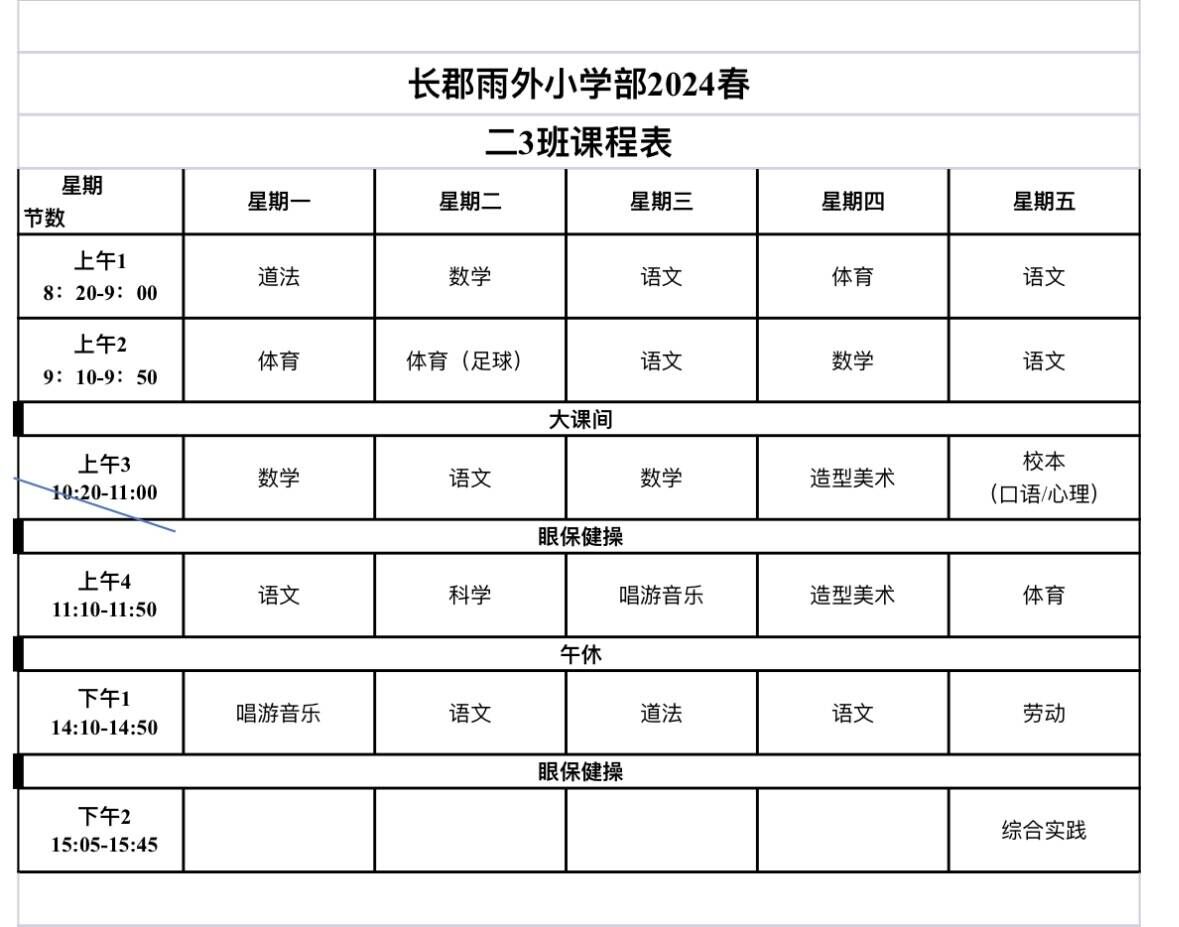 长郡雨外小学部2024春
二3班课程表
星期
节数
星期一
星期二
星期三
星期四
星期五
上午1
8：20-9：00
道法
数学
语文
体育
语文
上午2
9：10-9：50
体育
体育（足球）
语文
数学
语文
大课间
上午3
10:20-11:00
数学
语文
数学
造型美术
校本
（口语/心理）
眼保健操
上午4
11:10-11:50
语文
科学
唱游音乐
造型美术
体育
午休
下午1
14:10-14:50
唱游音乐
语文
道法
语文
劳动
眼保健操
下午2
15:05-15:45
综合实践